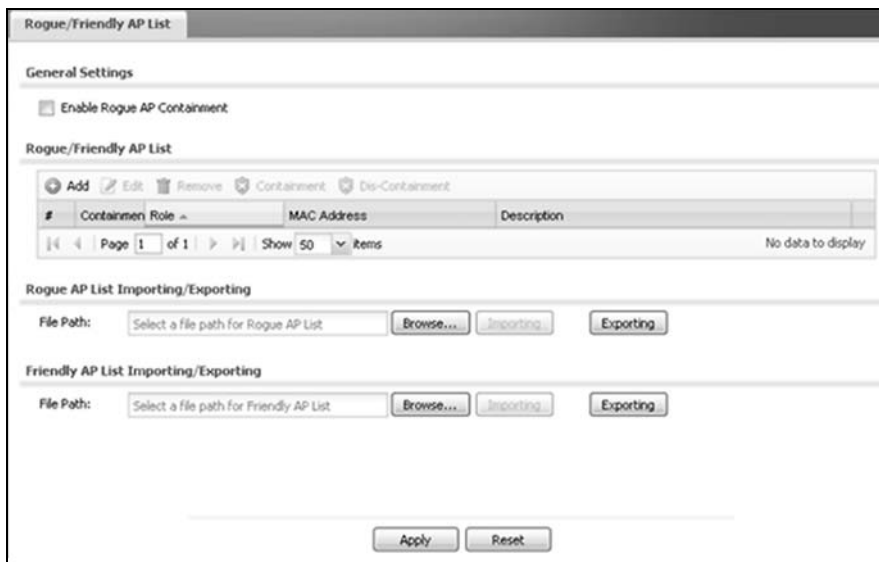 Rogue/Friendly AP List
General Settings
Enable Rogue AP Containment
Rogue/Friendly AP List
Add Edit Remove Containment Dis-Containment
# Containmen Role MAC Address Description
Page 1 of 1 Show 50 items No data to display
Rogue AP List Importing/Exporting
File Path: Select a file path for Rogue AP List Browse... Importing Exporting
Friendly AP List Importing/Exporting
File Path: Select a file path for Friendly AP List Browse... Importing Exporting
Apply Reset